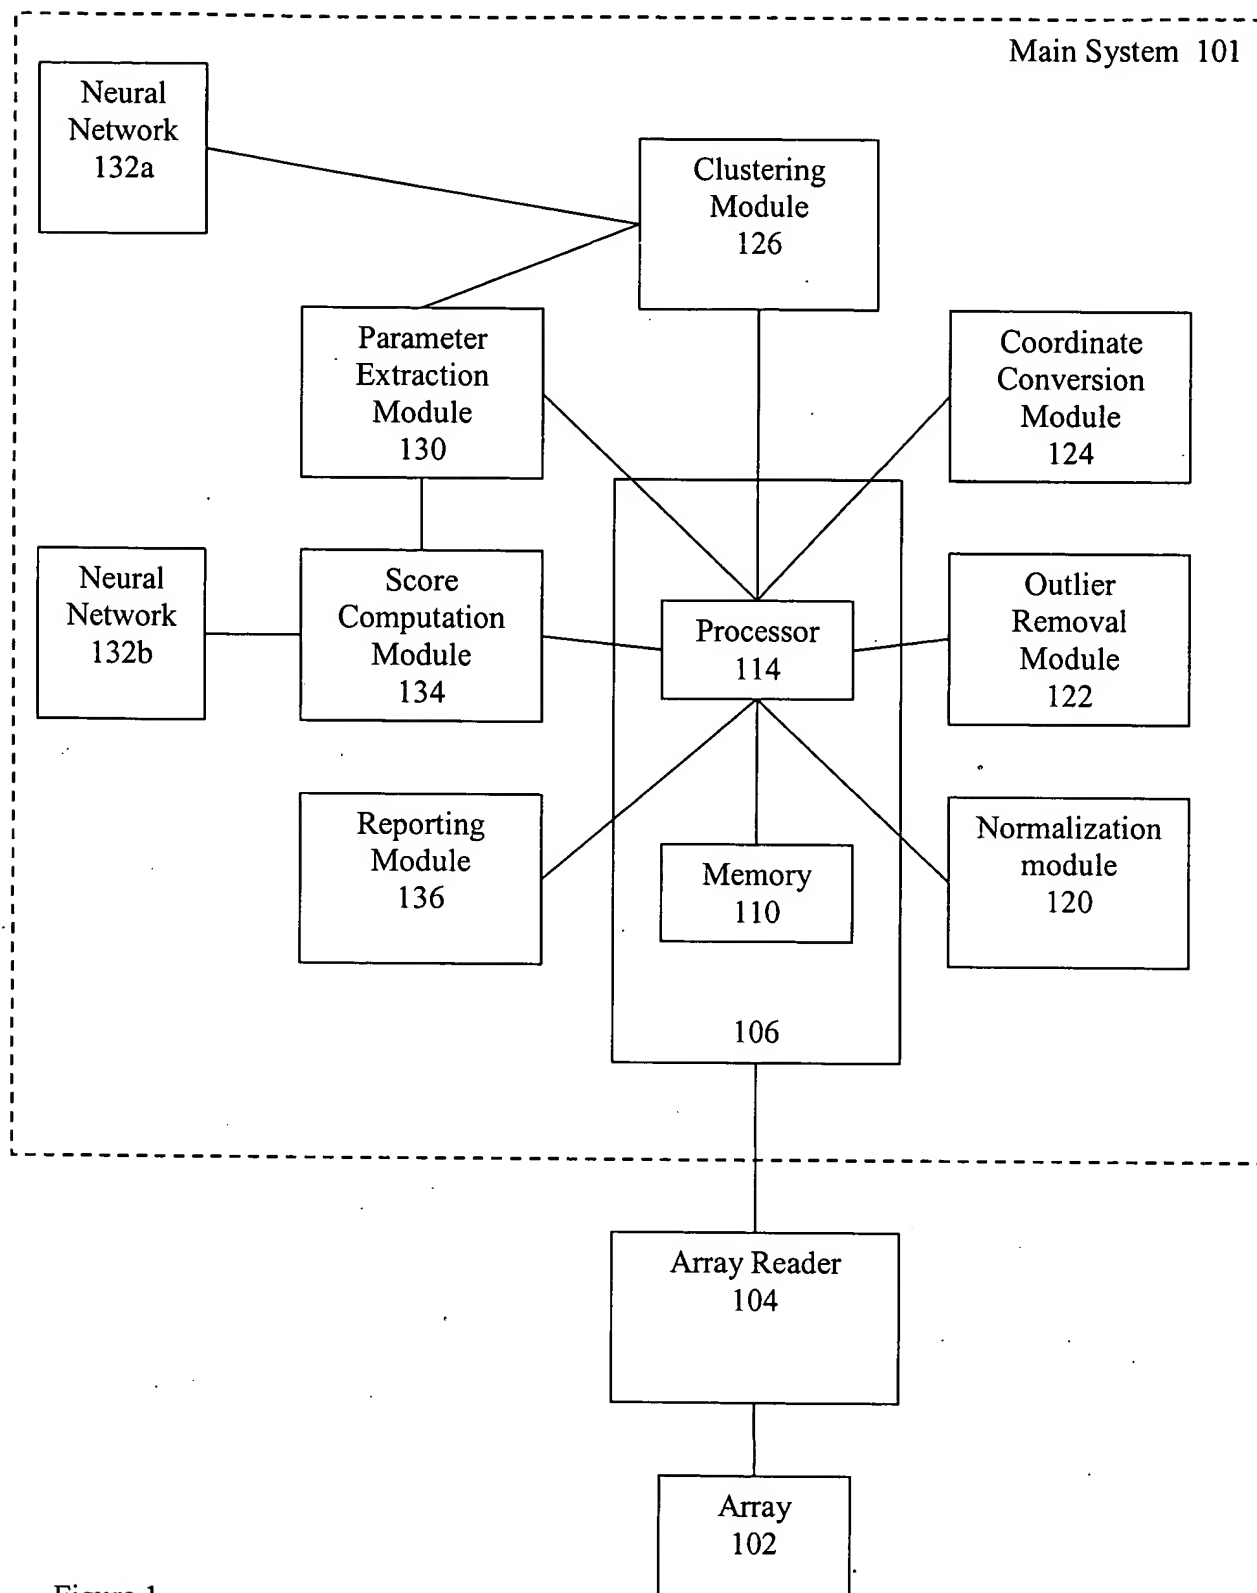 Main System 101
Neural
Network
132a
Clustering
Module
126
Parameter
Extraction
Module
130
Coordinate
Conversion
Module
124
Neural
Network
132b
Score
Computation
Module
134
Processor
114
Outlier
Removal
Module
122
Reporting
Module
136
Memory
110
Normalization
module
120
106
Array Reader
104
Array
102
Figure 1